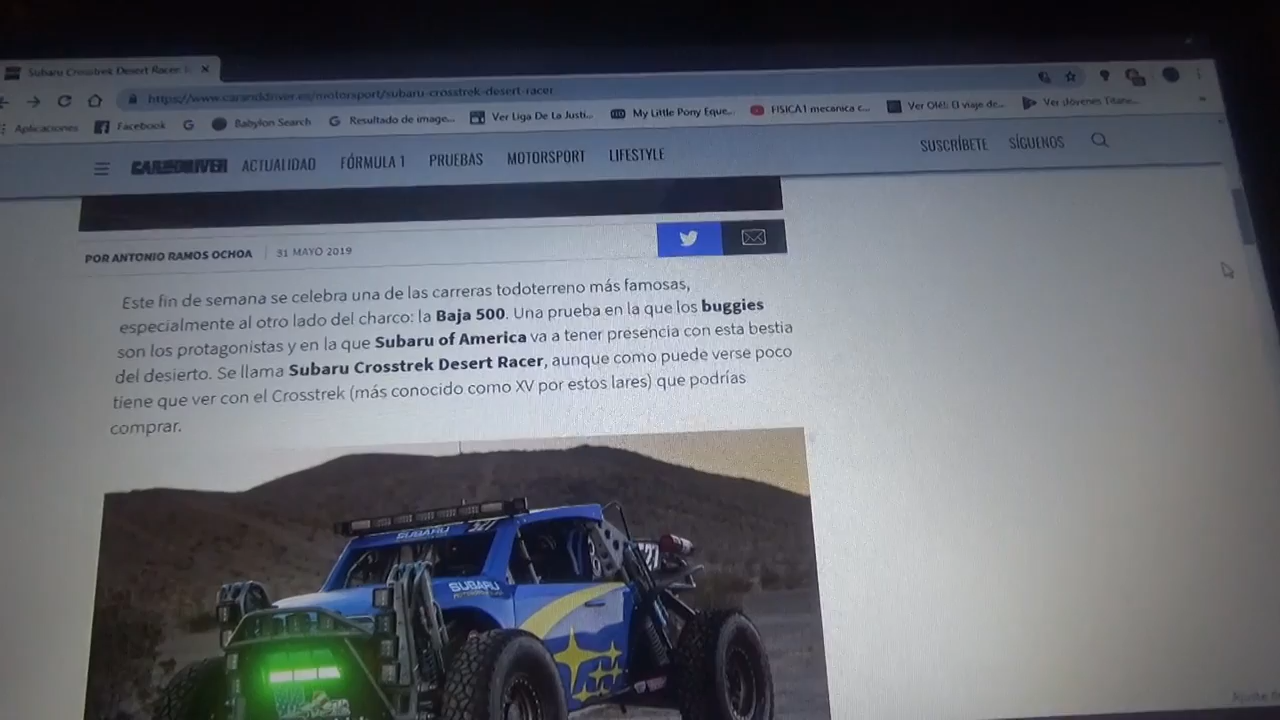 Subaru Crosstrek Desert Racer:
https://www.caranddriver.es/motorsport/subaru-crosstrek-desert-racer
Aplicaciones Facebook Babylon Search Resultado de image... Ver Liga De La Justi... My Little Pony Eque... FISICA1 mecanica c... Ver Olé!: El viaje de... Ver Jóvenes Titane...
CAR AND DRIVER ACTUALIDAD FÓRMULA 1 PRUEBAS MOTORSPORT LIFESTYLE SUSCRÍBETE SÍGUENOS
POR ANTONIO RAMOS OCHOA 31 MAYO 2019
Este fin de semana se celebra una de las carreras todoterreno más famosas,
especialmente al otro lado del charco: la Baja 500. Una prueba en la que los buggies
son los protagonistas y en la que Subaru of America va a tener presencia con esta bestia
del desierto. Se llama Subaru Crosstrek Desert Racer, aunque como puede verse poco
tiene que ver con el Crosstrek (más conocido como XV por estos lares) que podrías
comprar.
SUBARU
SUBARU